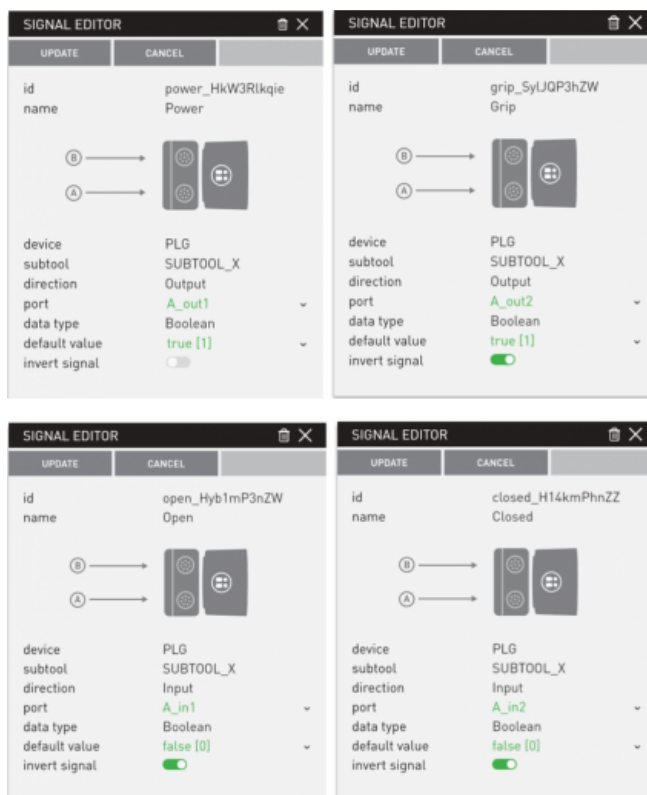 SIGNAL EDITOR
UPDATE CANCEL
id power_HkW3Rlkqie
name Power
B
A
device PLG
subtool SUBTOOL_X
direction Output
port A_out1
data type Boolean
default value true [1]
invert signal
SIGNAL EDITOR
UPDATE CANCEL
id grip_SylJQP3hZW
name Grip
B
A
device PLG
subtool SUBTOOL_X
direction Output
port A_out2
data type Boolean
default value true [1]
invert signal
SIGNAL EDITOR
UPDATE CANCEL
id open_Hyb1mP3nZW
name Open
B
A
device PLG
subtool SUBTOOL_X
direction Input
port A_in1
data type Boolean
default value false [0]
invert signal
SIGNAL EDITOR
UPDATE CANCEL
id closed_H14kmPhnZZ
name Closed
B
A
device PLG
subtool SUBTOOL_X
direction Input
port A_in2
data type Boolean
default value false [0]
invert signal